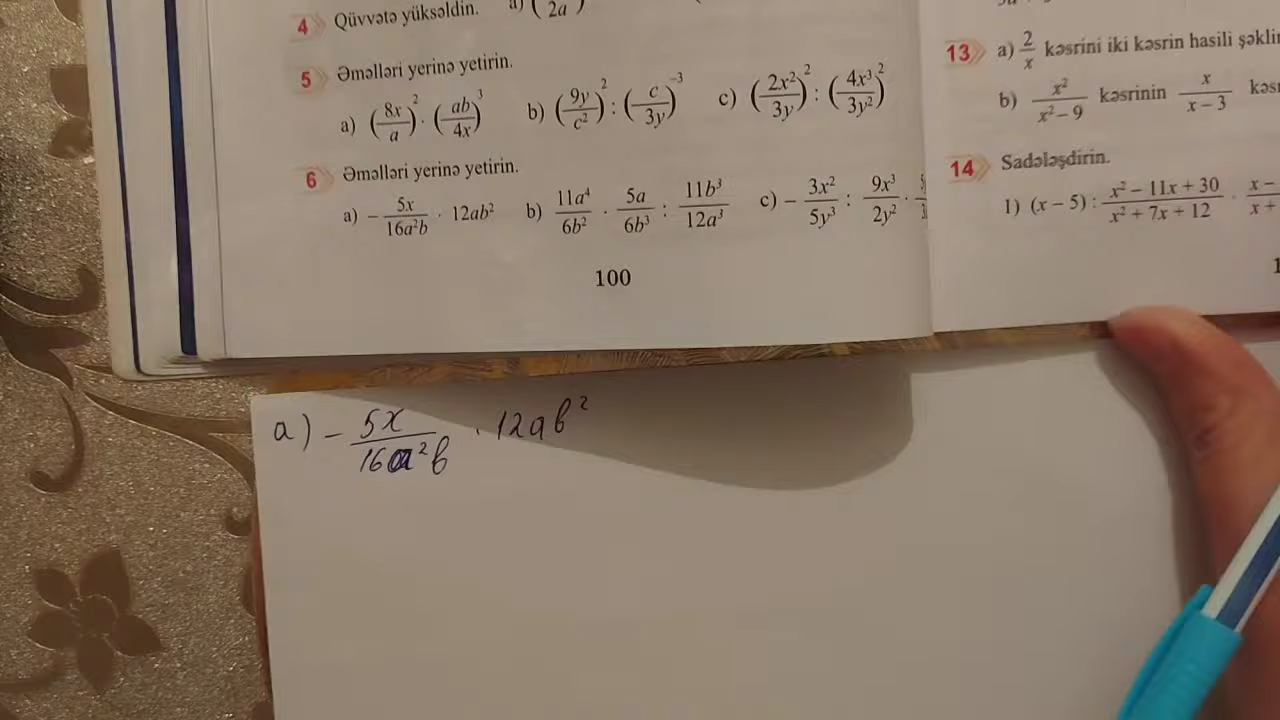 4 Qüvvətə yüksəldin. a) ( / 2a )
5 Əməlləri yerinə yetirin.
a) (8x/a)² · (ab/4x)³ b) (9y/c²)² : (c/3y)⁻³ c) (2x²/3y)² : (4x³/3y²)²
6 Əməlləri yerinə yetirin.
a) − 5x/16a²b · 12ab² b) 11a⁴/6b² · 5a/6b³ : 11b³/12a³ c) − 3x²/5y³ : 9x³/2y² ·
100
13 a) 2/x kəsrini iki kəsrin hasili
b) x²/x² − 9 kəsrinin x/x − 3
14 Sadələşdirin.
1) (x − 5) : x² − 11x + 30/x² + 7x + 12 ·
a) − 5x/16a²b · 12ab²